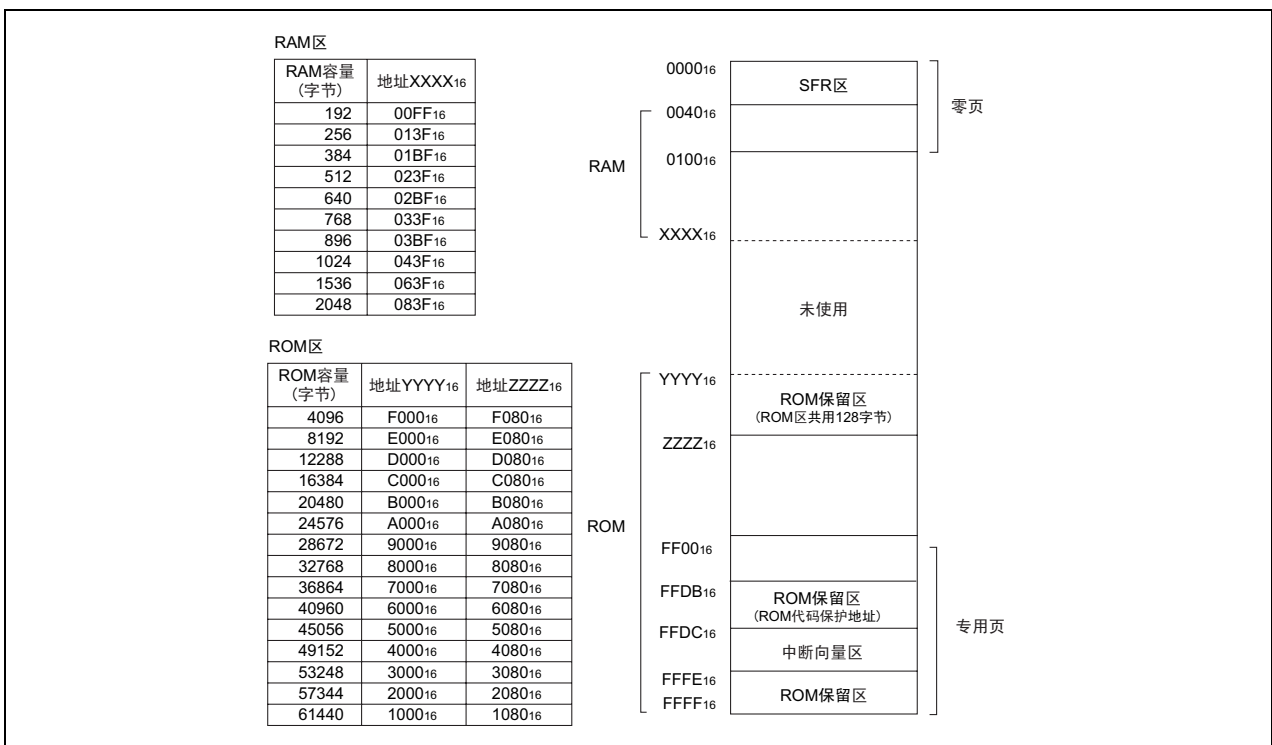 RAM区
RAM容量
(字节)
地址XXXX16
192 00FF16
256 013F16
384 01BF16
512 023F16
640 02BF16
768 033F16
896 03BF16
1024 043F16
1536 063F16
2048 083F16
ROM区
ROM容量
(字节)
地址YYYY16 地址ZZZZ16
4096 F00016 F08016
8192 E00016 E08016
12288 D00016 D08016
16384 C00016 C08016
20480 B00016 B08016
24576 A00016 A08016
28672 900016 908016
32768 800016 808016
36864 700016 708016
40960 600016 608016
45056 500016 508016
49152 400016 408016
53248 300016 308016
57344 200016 208016
61440 100016 108016
000016
SFR区
零页
004016
RAM
010016
XXXX16
未使用
YYYY16
ROM保留区
(ROM区共用128字节)
ZZZZ16
ROM
FF0016
FFDB16
ROM保留区
(ROM代码保护地址)
专用页
FFDC16
中断向量区
FFFE16
ROM保留区
FFFF16